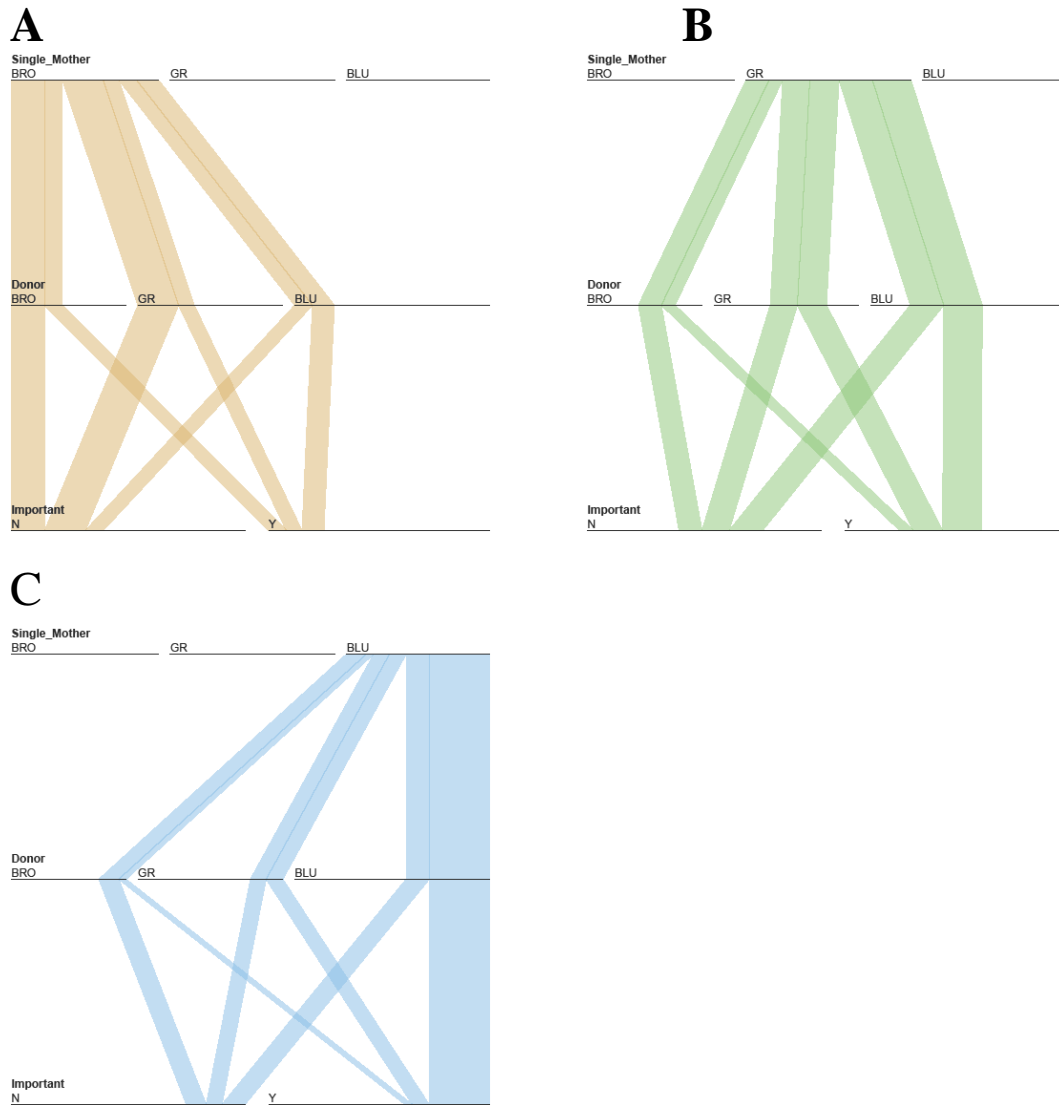 A
Single_Mother
BRO GR BLU
Donor
BRO GR BLU
Important
N Y
B
Single_Mother
BRO GR BLU
Donor
BRO GR BLU
Important
N Y
C
Single_Mother
BRO GR BLU
Donor
BRO GR BLU
Important
N Y